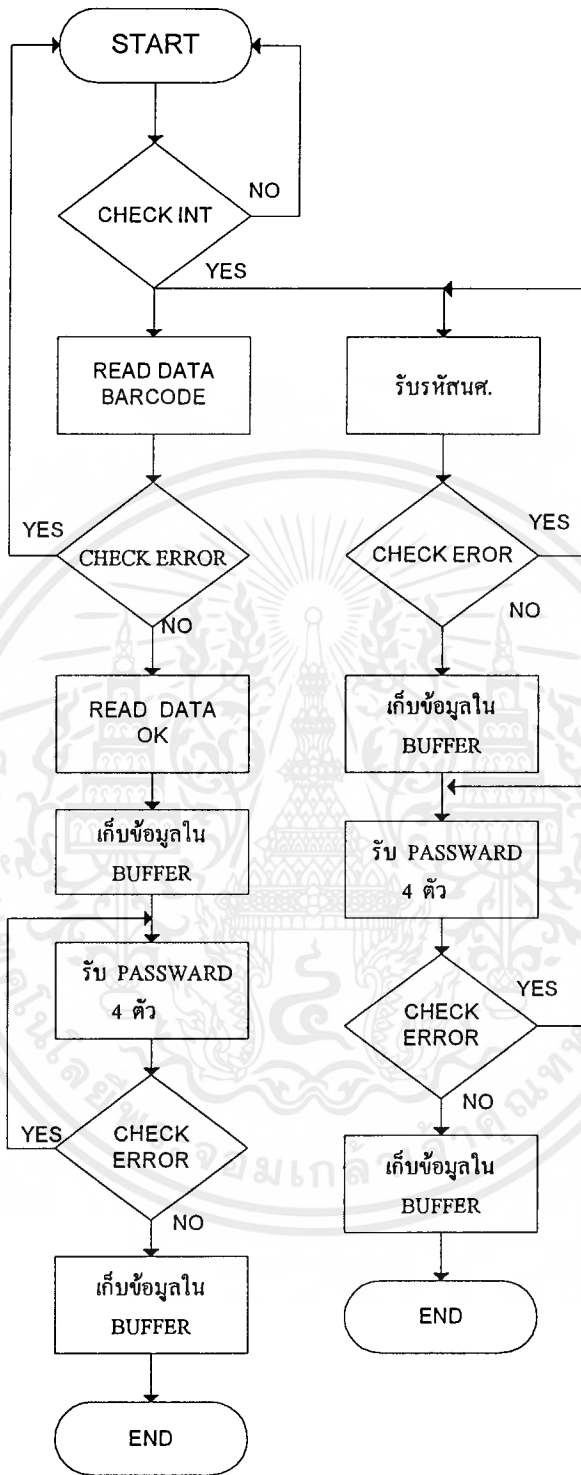 START
CHECK INT
NO
YES
READ DATA
BARCODE
รับรหัสนศ.
YES
CHECK ERROR
NO
CHECK EROR
YES
NO
READ DATA
OK
เก็บข้อมูลใน
BUFFER
เก็บข้อมูลใน
BUFFER
รับ PASSWARD
4 ตัว
รับ PASSWARD
4 ตัว
YES
CHECK
ERROR
NO
CHECK
ERROR
YES
NO
เก็บข้อมูลใน
BUFFER
เก็บข้อมูลใน
BUFFER
END
END